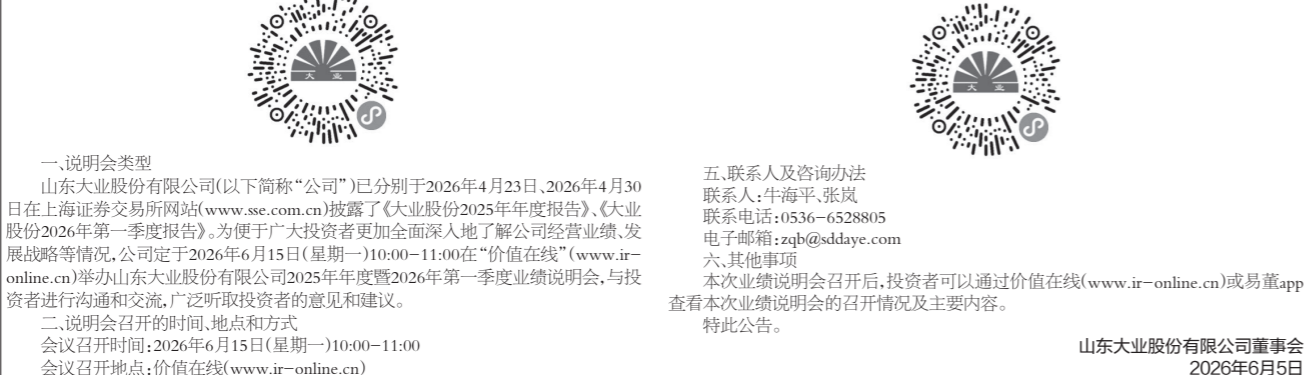 大 业
一、说明会类型
山东大业股份有限公司(以下简称“公司”)已分别于2026年4月23日、2026年4月30
日在上海证券交易所网站(www.sse.com.cn)披露了《大业股份2025年年度报告》、《大业
股份2026年第一季度报告》。为便于广大投资者更加全面深入地了解公司经营业绩、发
展战略等情况,公司定于2026年6月15日(星期一)10:00-11:00在“价值在线”(www.ir-
online.cn)举办山东大业股份有限公司2025年年度暨2026年第一季度业绩说明会,与投
资者进行沟通和交流,广泛听取投资者的意见和建议。
二、说明会召开的时间、地点和方式
会议召开时间:2026年6月15日(星期一)10:00-11:00
会议召开地点:价值在线(www.ir-online.cn)
大 业
五、联系人及咨询办法
联系人:牛海平、张岚
联系电话:0536-6528805
电子邮箱:zqb@sddaye.com
六、其他事项
本次业绩说明会召开后,投资者可以通过价值在线(www.ir-online.cn)或易董app
查看本次业绩说明会的召开情况及主要内容。
特此公告。
山东大业股份有限公司董事会
2026年6月5日